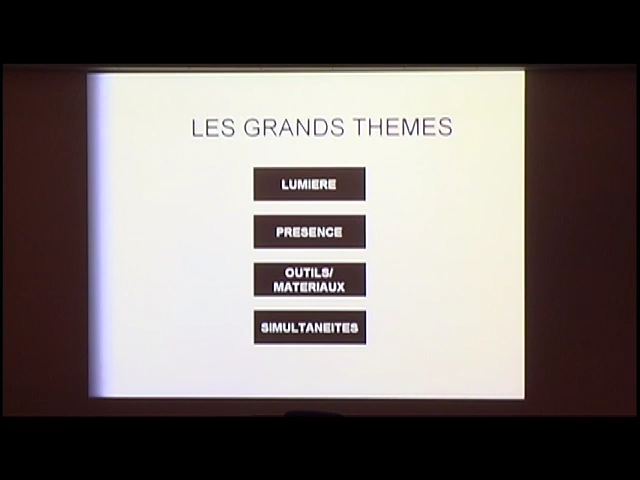 LES GRANDS THEMES
LUMIERE
PRESENCE
OUTILS/
MATERIAUX
SIMULTANEITES